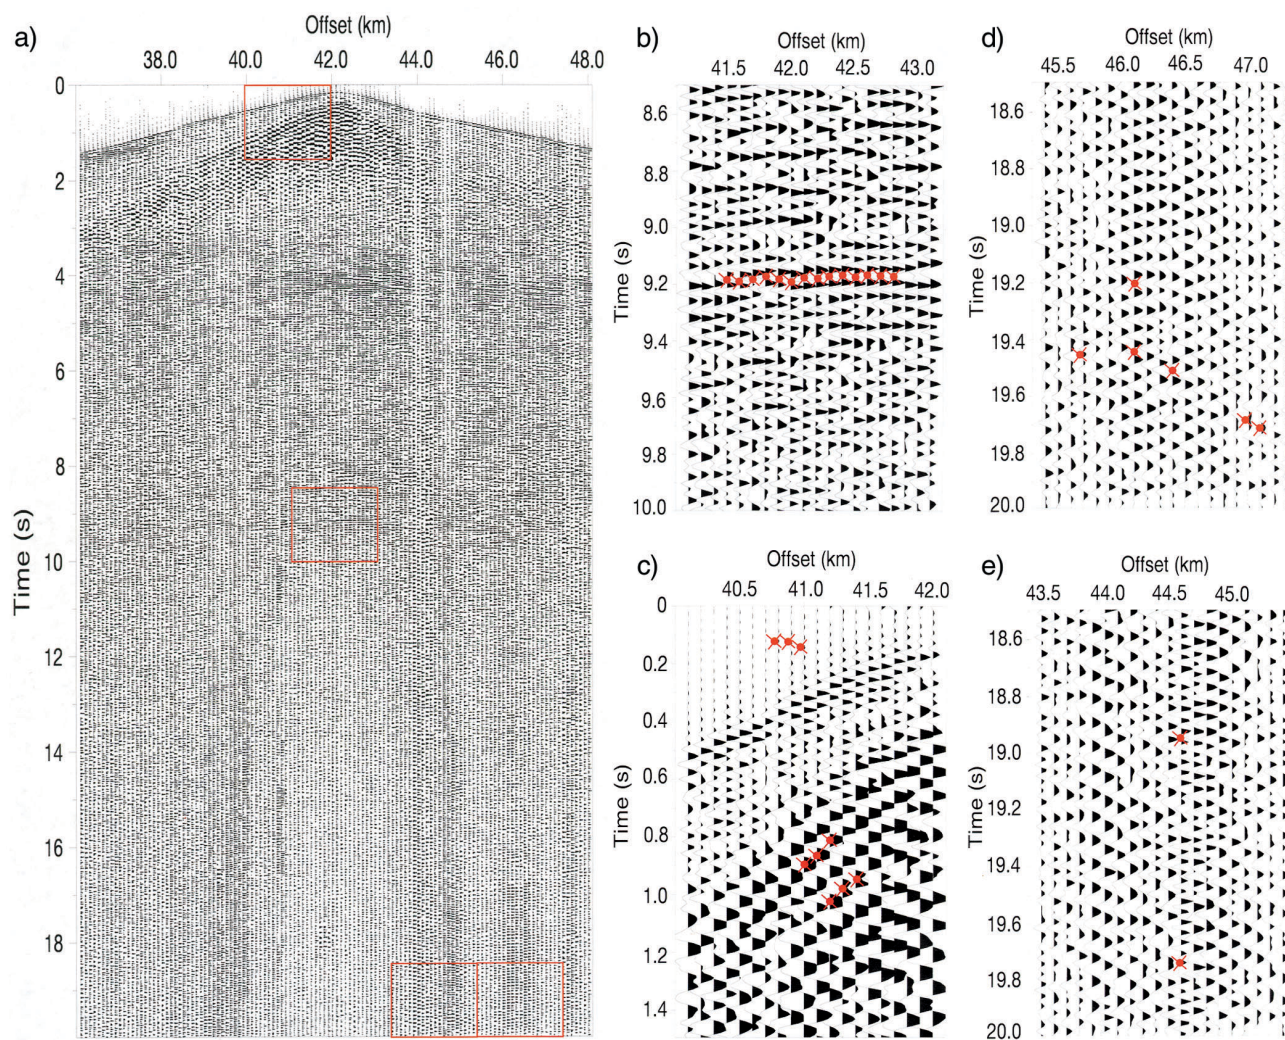 a)
Offset (km)
38.0 40.0 42.0 44.0 46.0 48.0
0
2
4
6
8
10
12
14
16
18
Time (s)
b)
Offset (km)
41.5 42.0 42.5 43.0
8.6
8.8
9.0
9.2
9.4
9.6
9.8
10.0
Time (s)
c)
Offset (km)
40.5 41.0 41.5 42.0
0
0.2
0.4
0.6
0.8
1.0
1.2
1.4
Time (s)
d)
Offset (km)
45.5 46.0 46.5 47.0
18.6
18.8
19.0
19.2
19.4
19.6
19.8
20.0
Time (s)
e)
Offset (km)
43.5 44.0 44.5 45.0
18.6
18.8
19.0
19.2
19.4
19.6
19.8
20.0
Time (s)